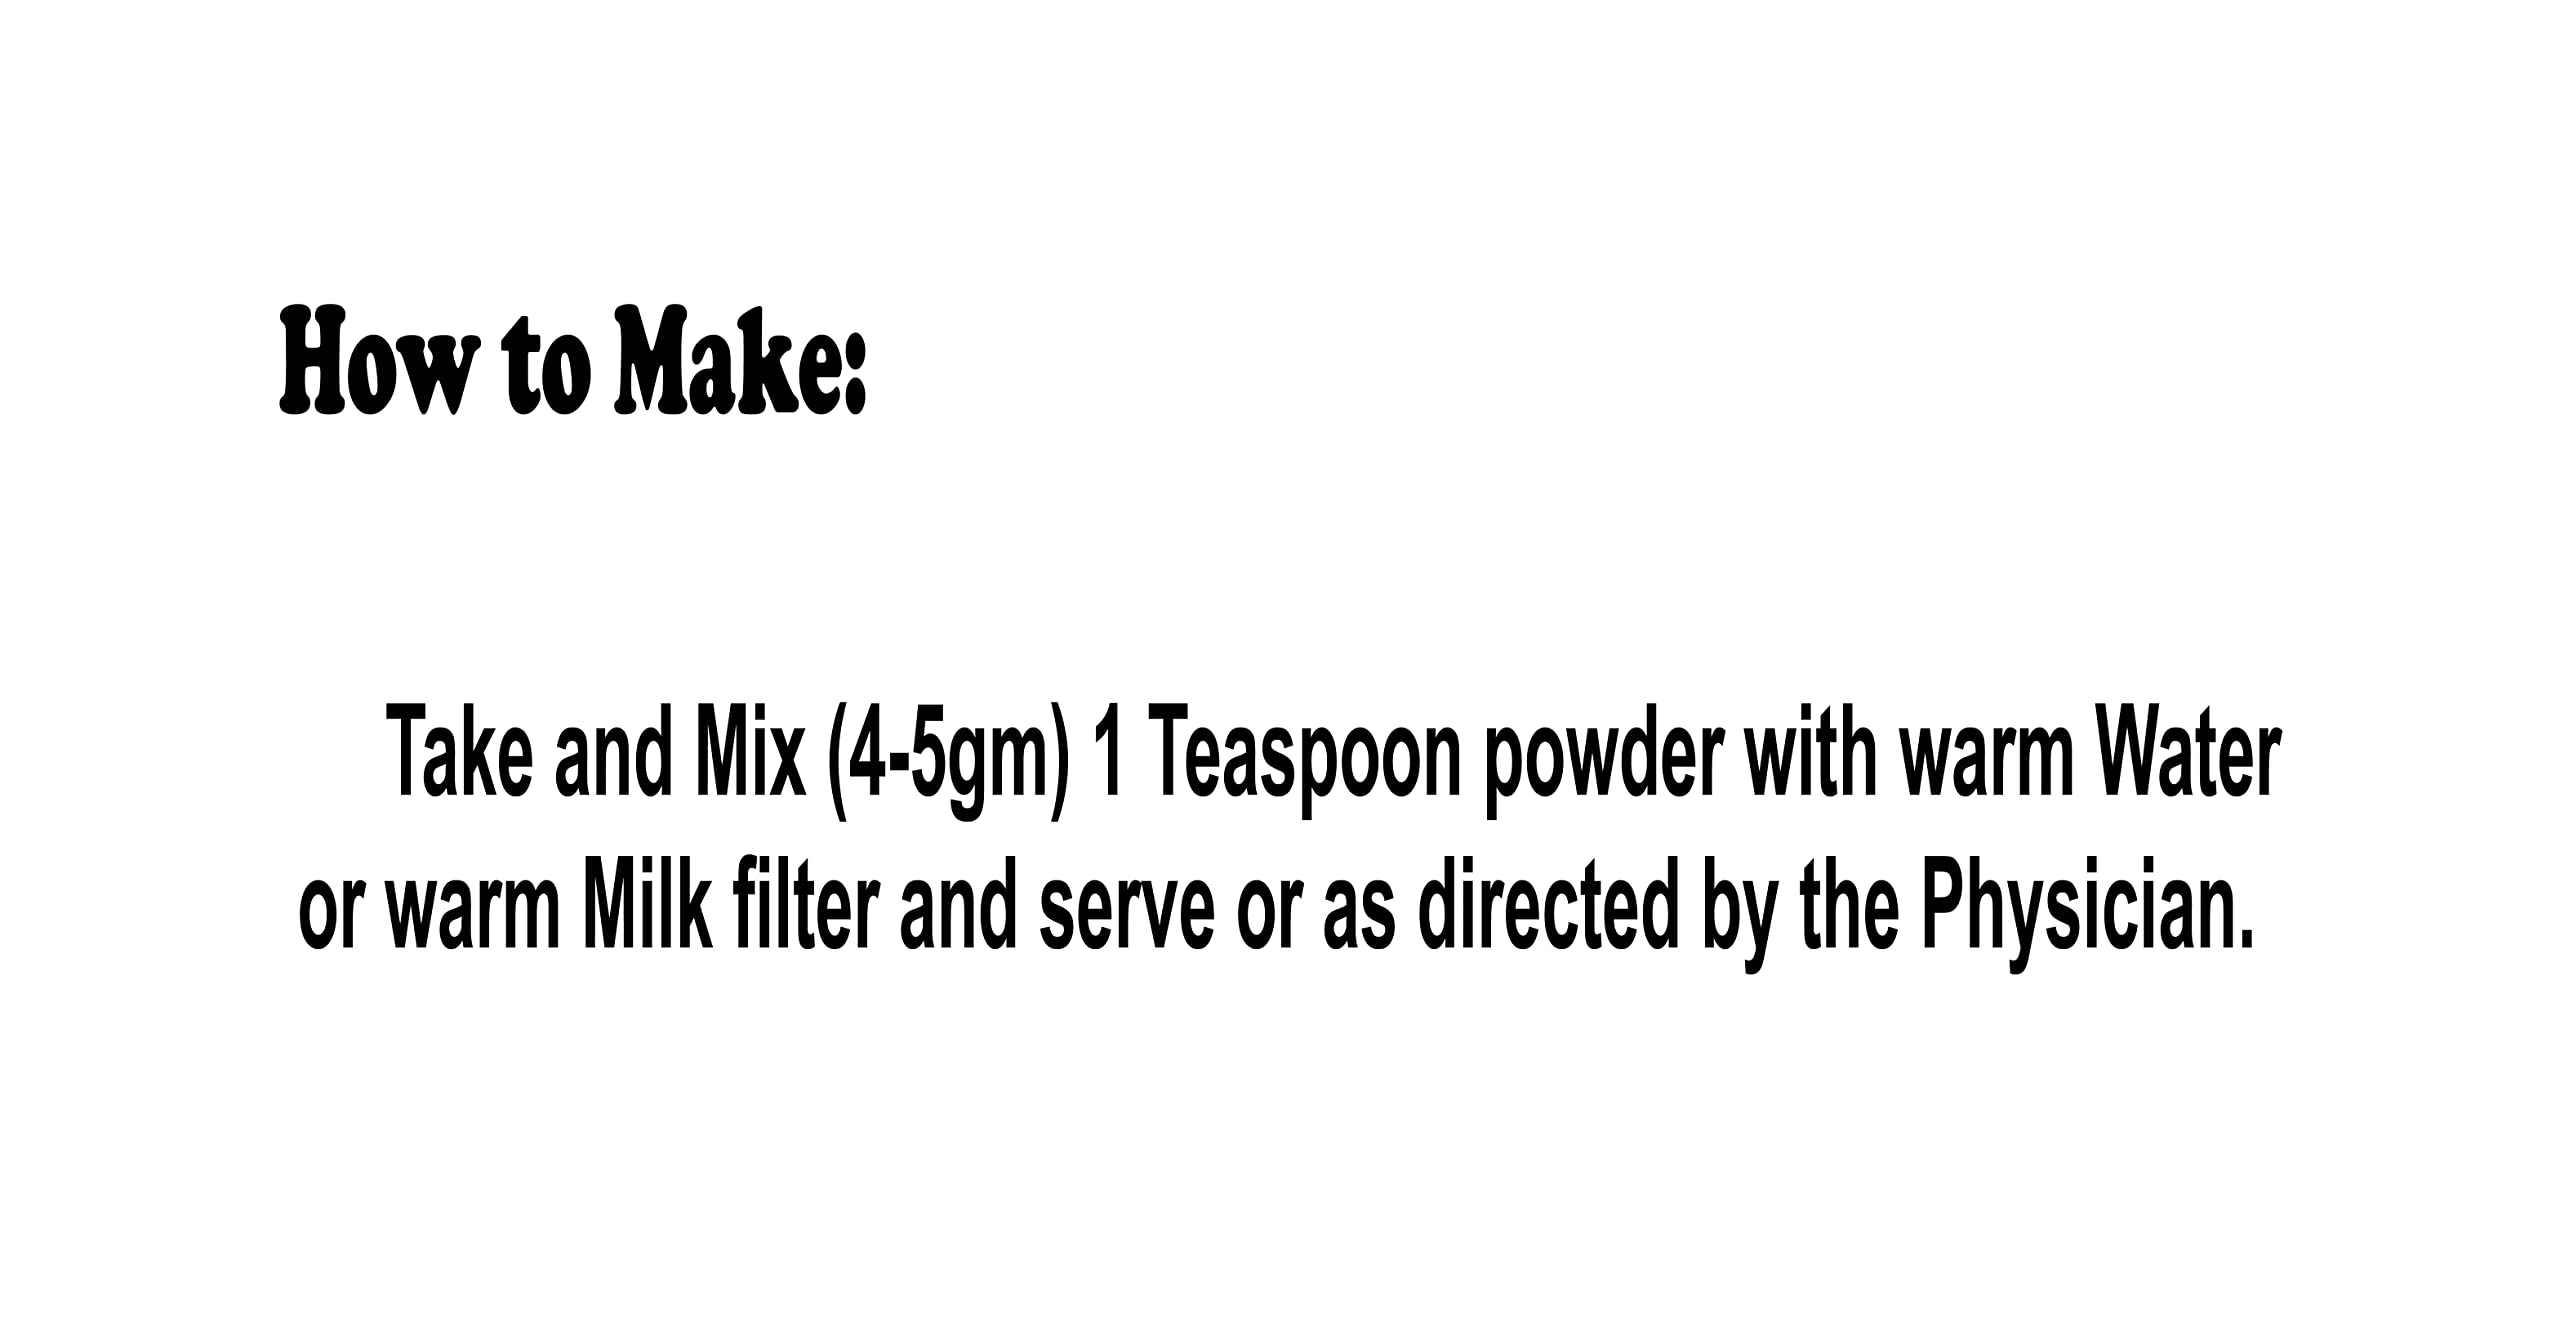 How to Make:
Take and Mix (4-5gm) 1 Teaspoon powder with warm Water
or warm Milk filter and serve or as directed by the Physician.